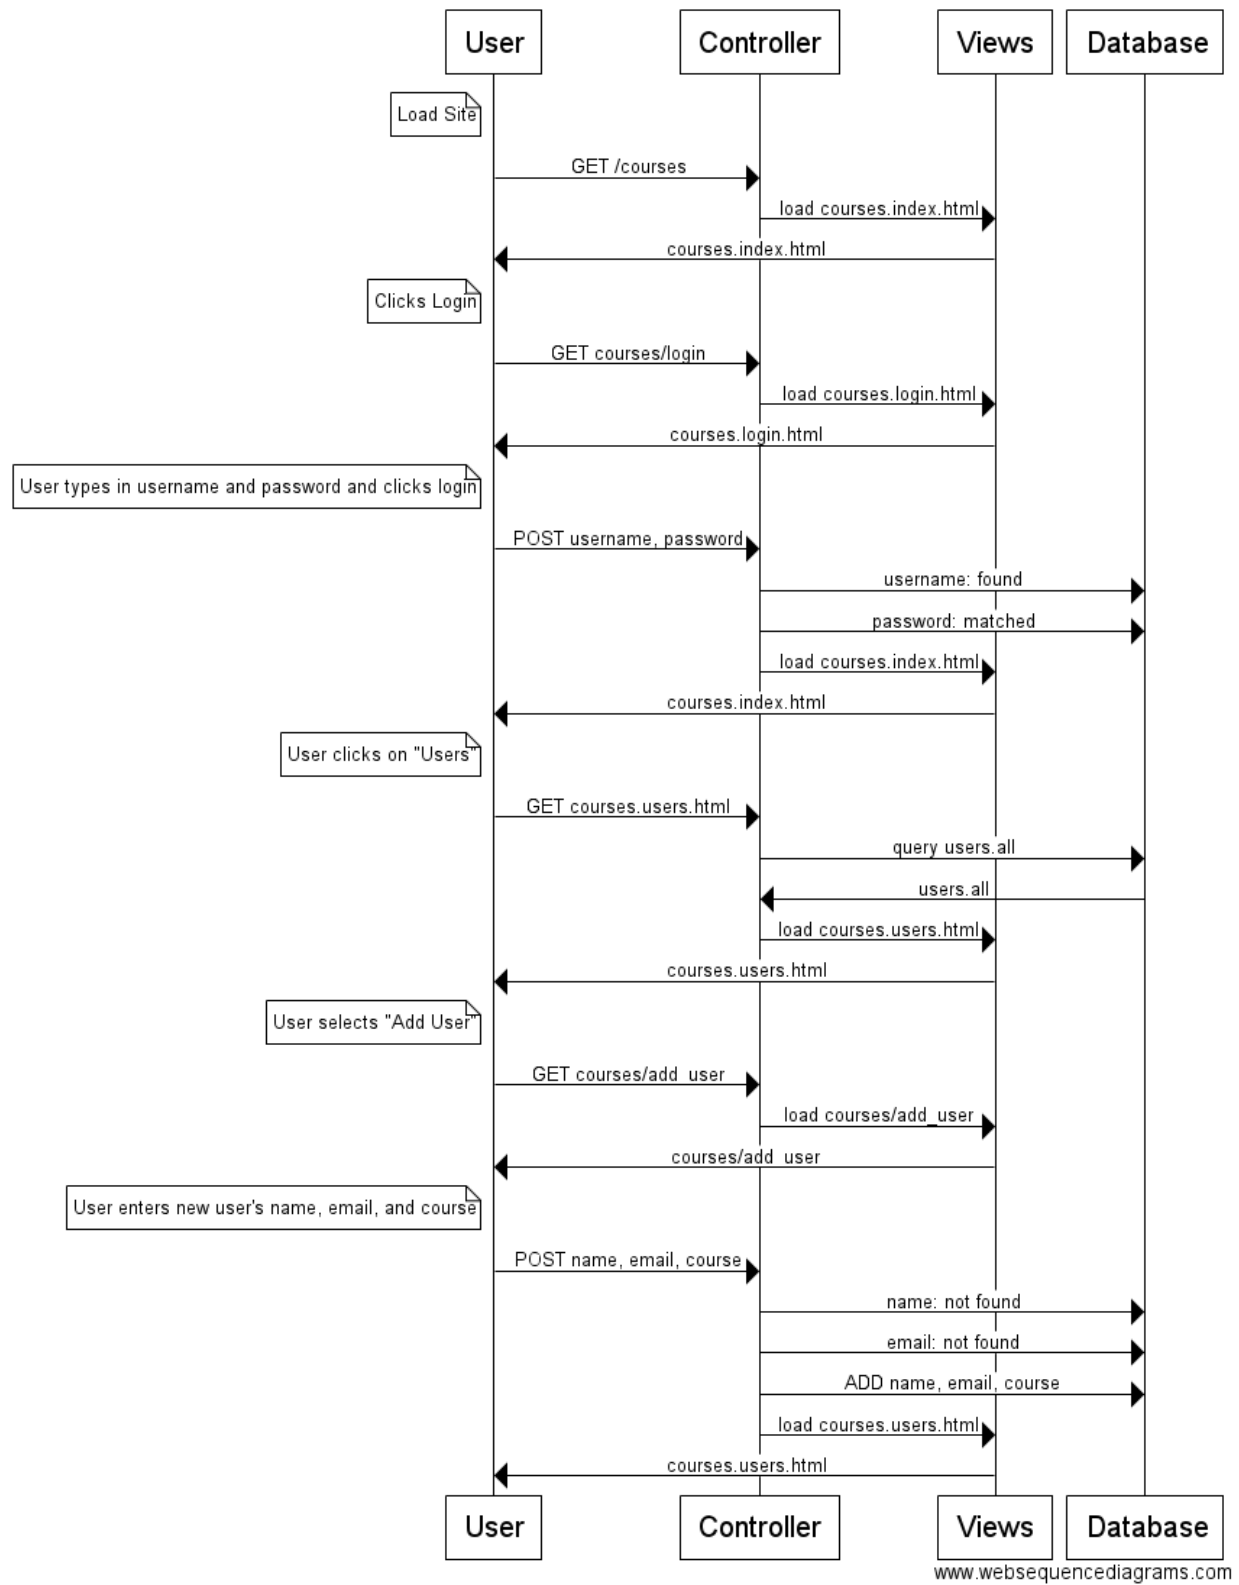 User
Controller
Views
Database
Load Site
GET /courses
load courses.index.html
courses.index.html
Clicks Login
GET courses/login
load courses.login.html
courses.login.html
User types in username and password and clicks login
POST username, password
username: found
password: matched
load courses.index.html
courses.index.html
User clicks on "Users"
GET courses.users.html
query users.all
users.all
load courses.users.html
courses.users.html
User selects "Add User"
GET courses/add_user
load courses/add_user
courses/add_user
User enters new user's name, email, and course
POST name, email, course
name: not found
email: not found
ADD name, email, course
load courses.users.html
courses.users.html
User
Controller
Views
Database
www.websequencediagrams.com